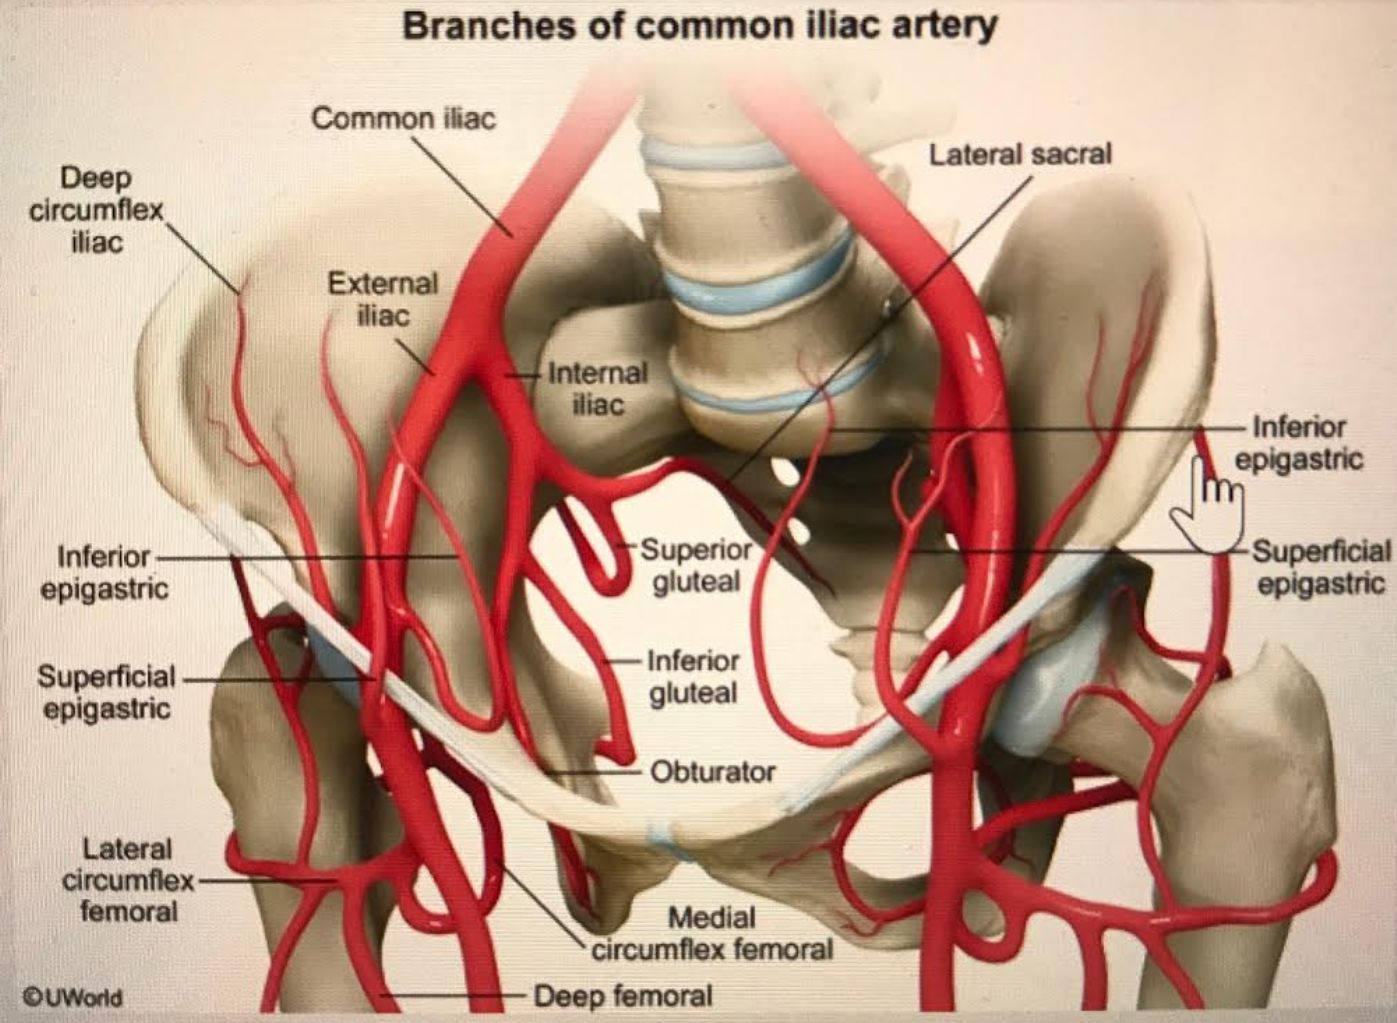 Branches of common iliac artery
Common iliac
Lateral sacral
Deep
circumflex
iliac
External
iliac
Internal
iliac
Inferior
epigastric
Inferior
epigastric
Superior
gluteal
Superficial
epigastric
Superficial
epigastric
Inferior
gluteal
Obturator
Lateral
circumflex
femoral
Medial
circumflex femoral
Deep femoral
©UWorld